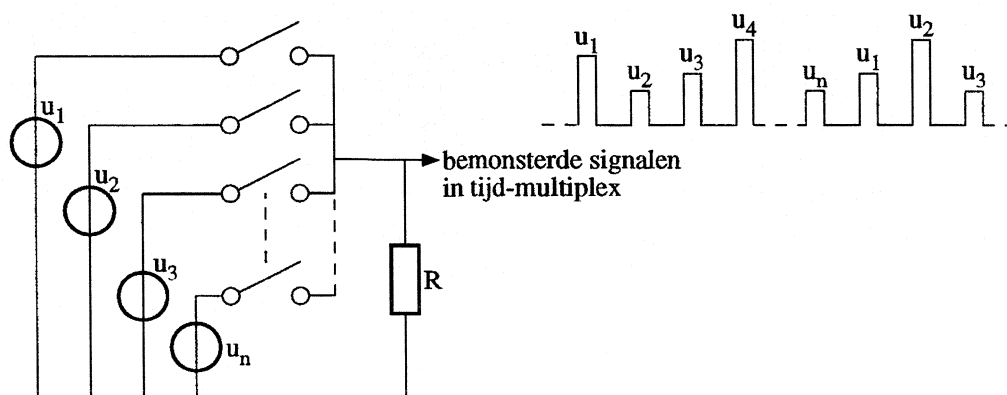 u1
u2
u3
un
R
bemonsterde signalen
in tijd-multiplex
u1
u2
u3
u4
un
u1
u2
u3